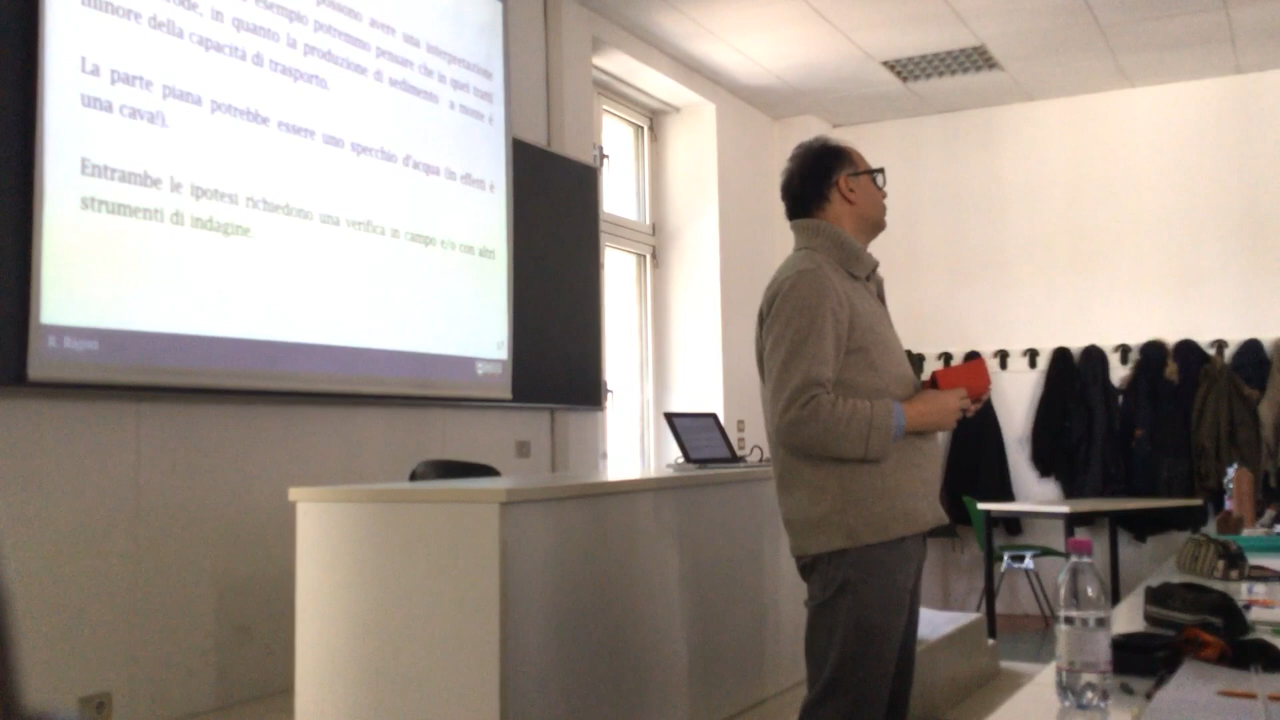 possono avere una interpretazione
esempio potremmo pensare che in quei tratti
in quanto la produzione di sedimento a monte è
minore della capacità di trasporto.
La parte piana potrebbe essere uno specchio d'acqua (in effetti è
una cava!).
Entrambe le ipotesi richiedono una verifica in campo e/o con altri
strumenti di indagine.